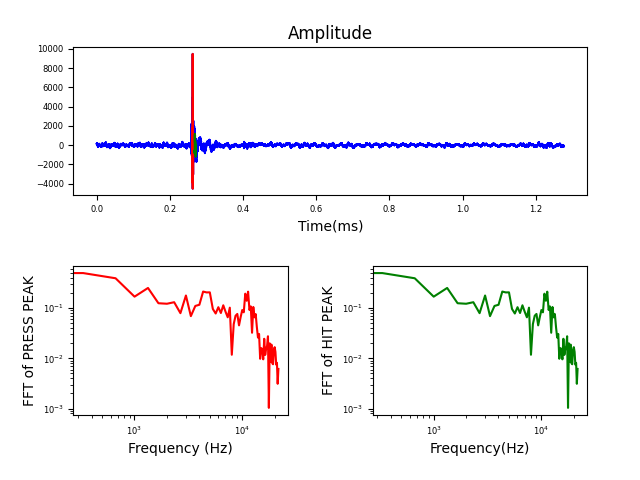 Amplitude
10000
8000
6000
4000
2000
0
−2000
−4000
0.0 0.2 0.4 0.6 0.8 1.0 1.2
Time(ms)
FFT of PRESS PEAK
10⁻¹
10⁻²
10⁻³
10³ 10⁴
Frequency (Hz)
FFT of HIT PEAK
10⁻¹
10⁻²
10⁻³
10³ 10⁴
Frequency(Hz)